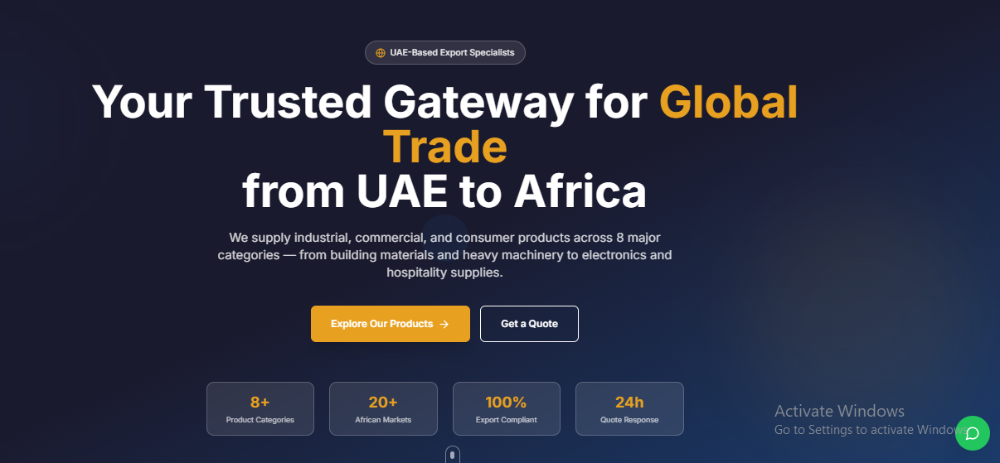 UAE-Based Export Specialists
Your Trusted Gateway for Global
Trade
from UAE to Africa
We supply industrial, commercial, and consumer products across 8 major
categories — from building materials and heavy machinery to electronics and
hospitality supplies.
Explore Our Products →
Get a Quote
8+
Product Categories
20+
African Markets
100%
Export Compliant
24h
Quote Response
Activate Windows
Go to Settings to activate Windows.